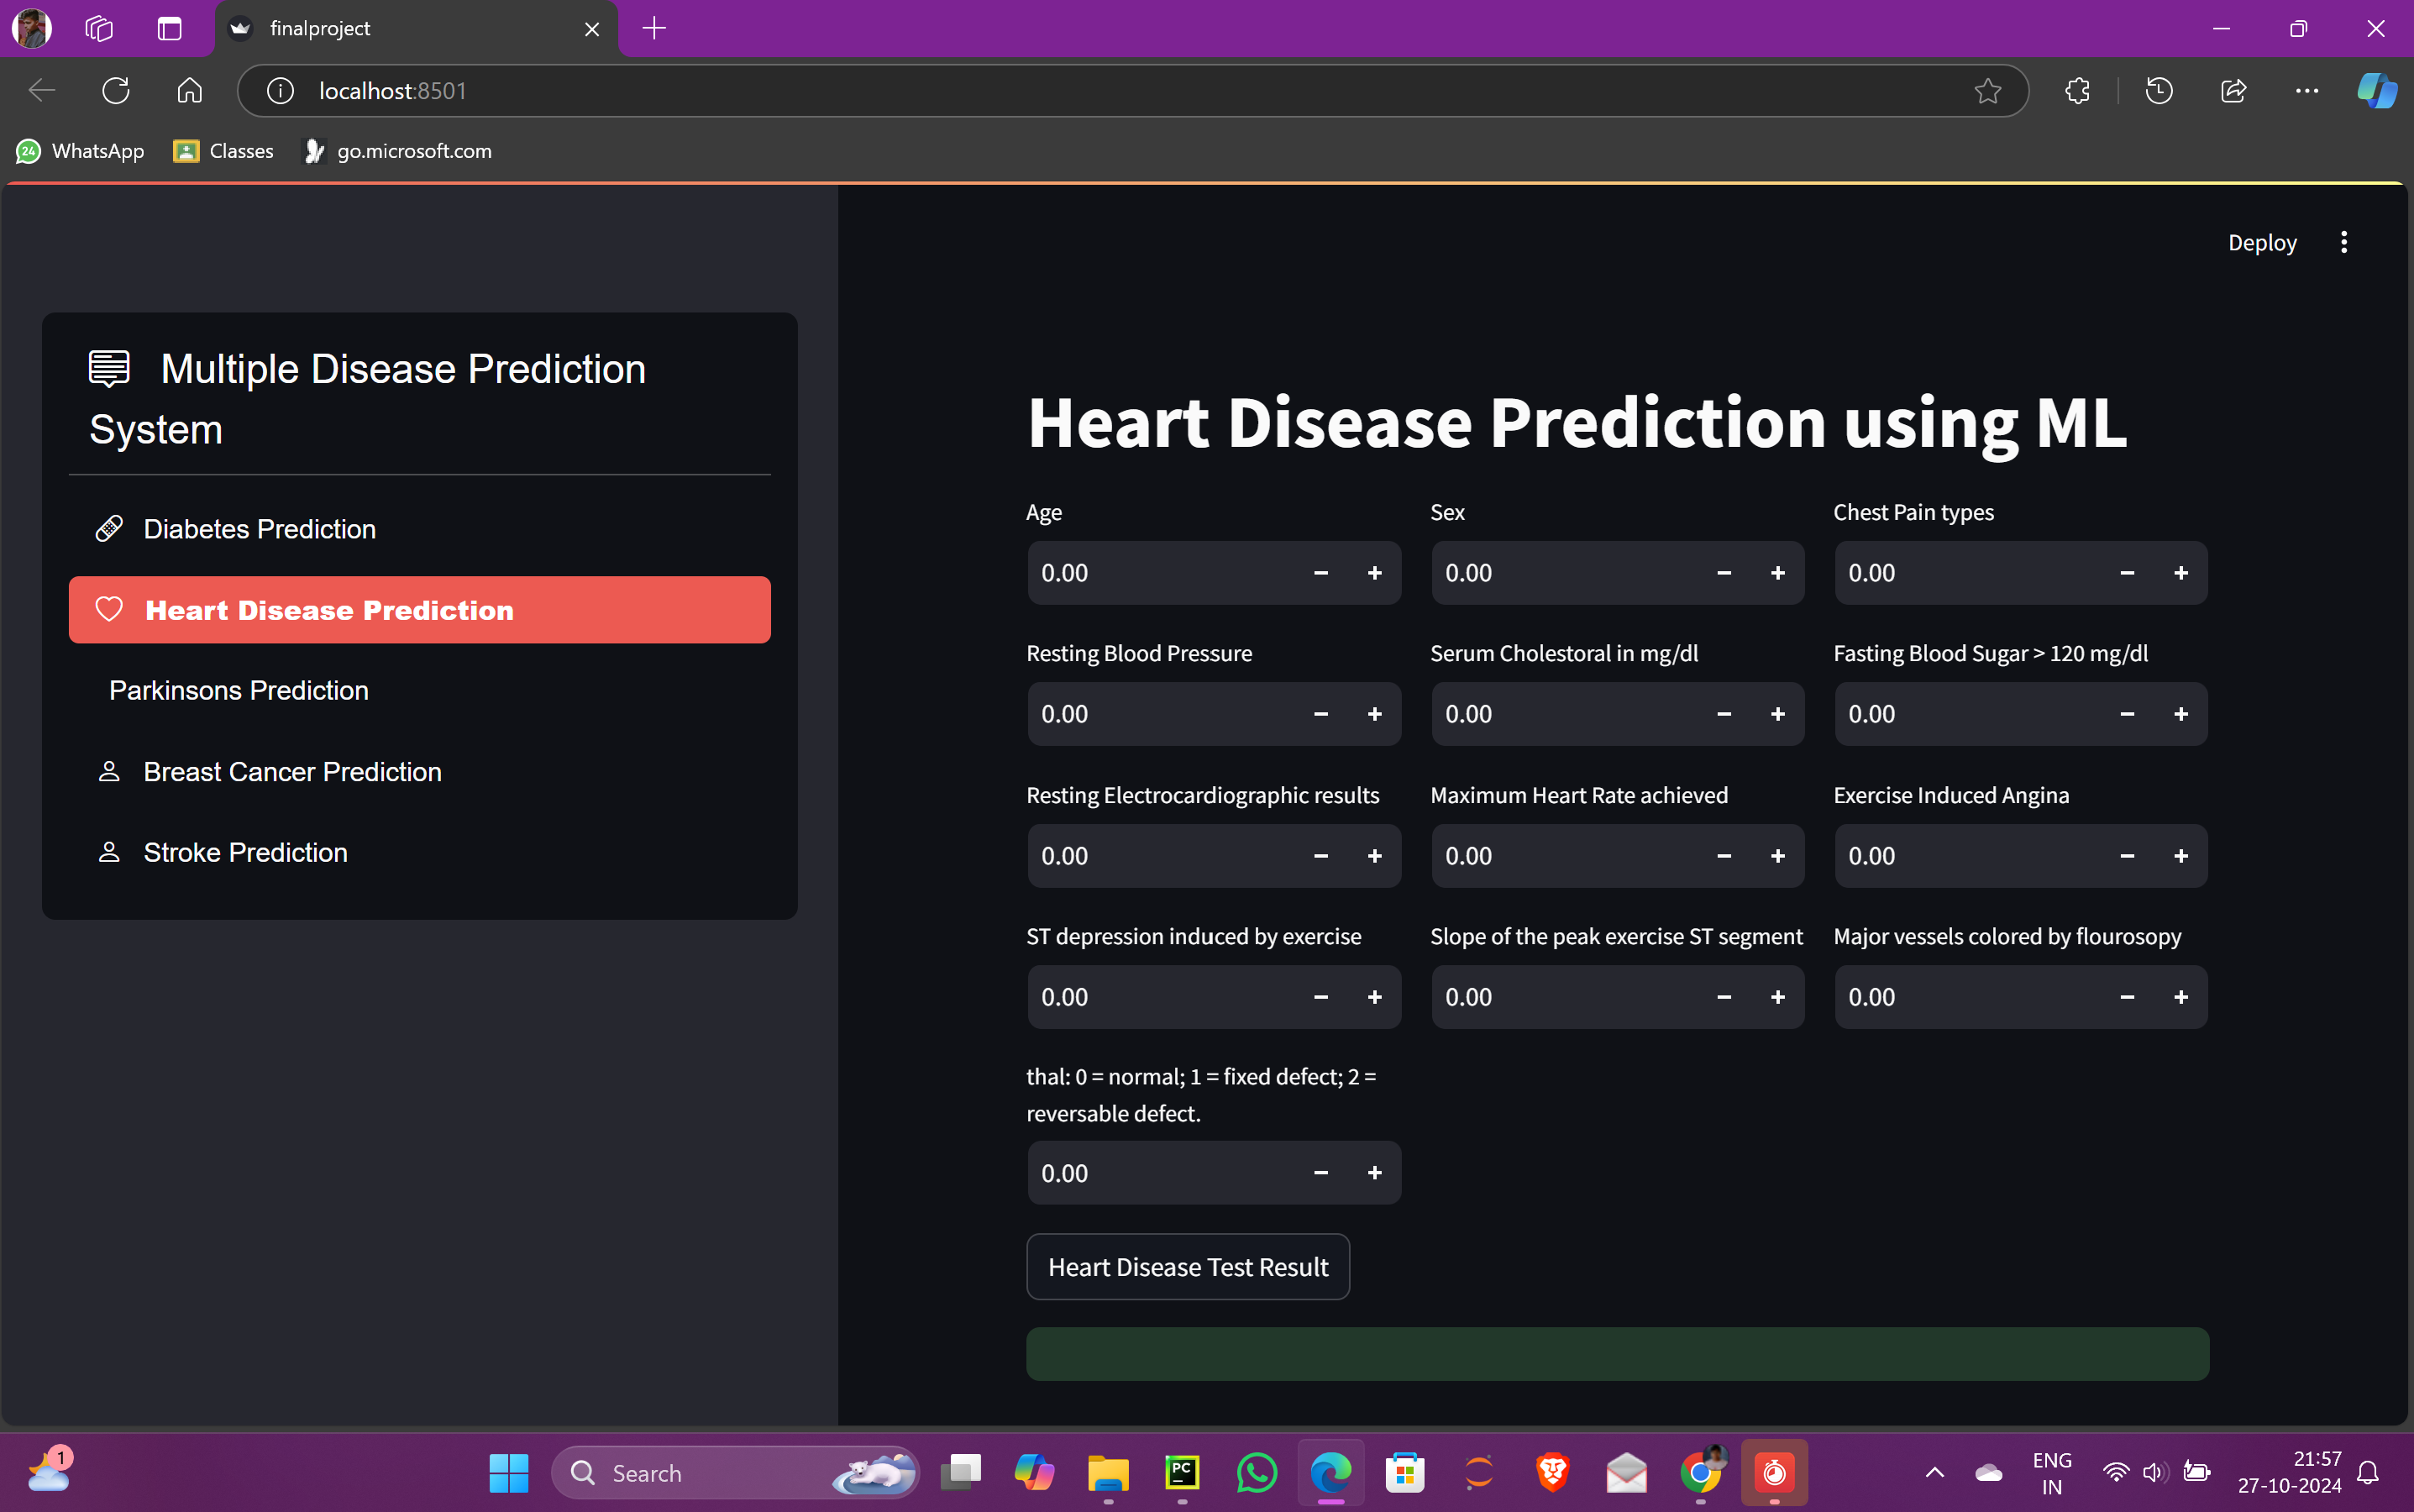 finalproject
localhost:8501
24 WhatsApp Classes go.microsoft.com
Deploy
Multiple Disease Prediction
System
Diabetes Prediction
Heart Disease Prediction
Parkinsons Prediction
Breast Cancer Prediction
Stroke Prediction
Heart Disease Prediction using ML
Age Sex Chest Pain types
0.00 0.00 0.00
Resting Blood Pressure Serum Cholestoral in mg/dl Fasting Blood Sugar > 120 mg/dl
0.00 0.00 0.00
Resting Electrocardiographic results Maximum Heart Rate achieved Exercise Induced Angina
0.00 0.00 0.00
ST depression induced by exercise Slope of the peak exercise ST segment Major vessels colored by flourosopy
0.00 0.00 0.00
thal: 0 = normal; 1 = fixed defect; 2 =
reversable defect.
0.00
Heart Disease Test Result
1
Search
PC
ENG
IN
21:57
27-10-2024